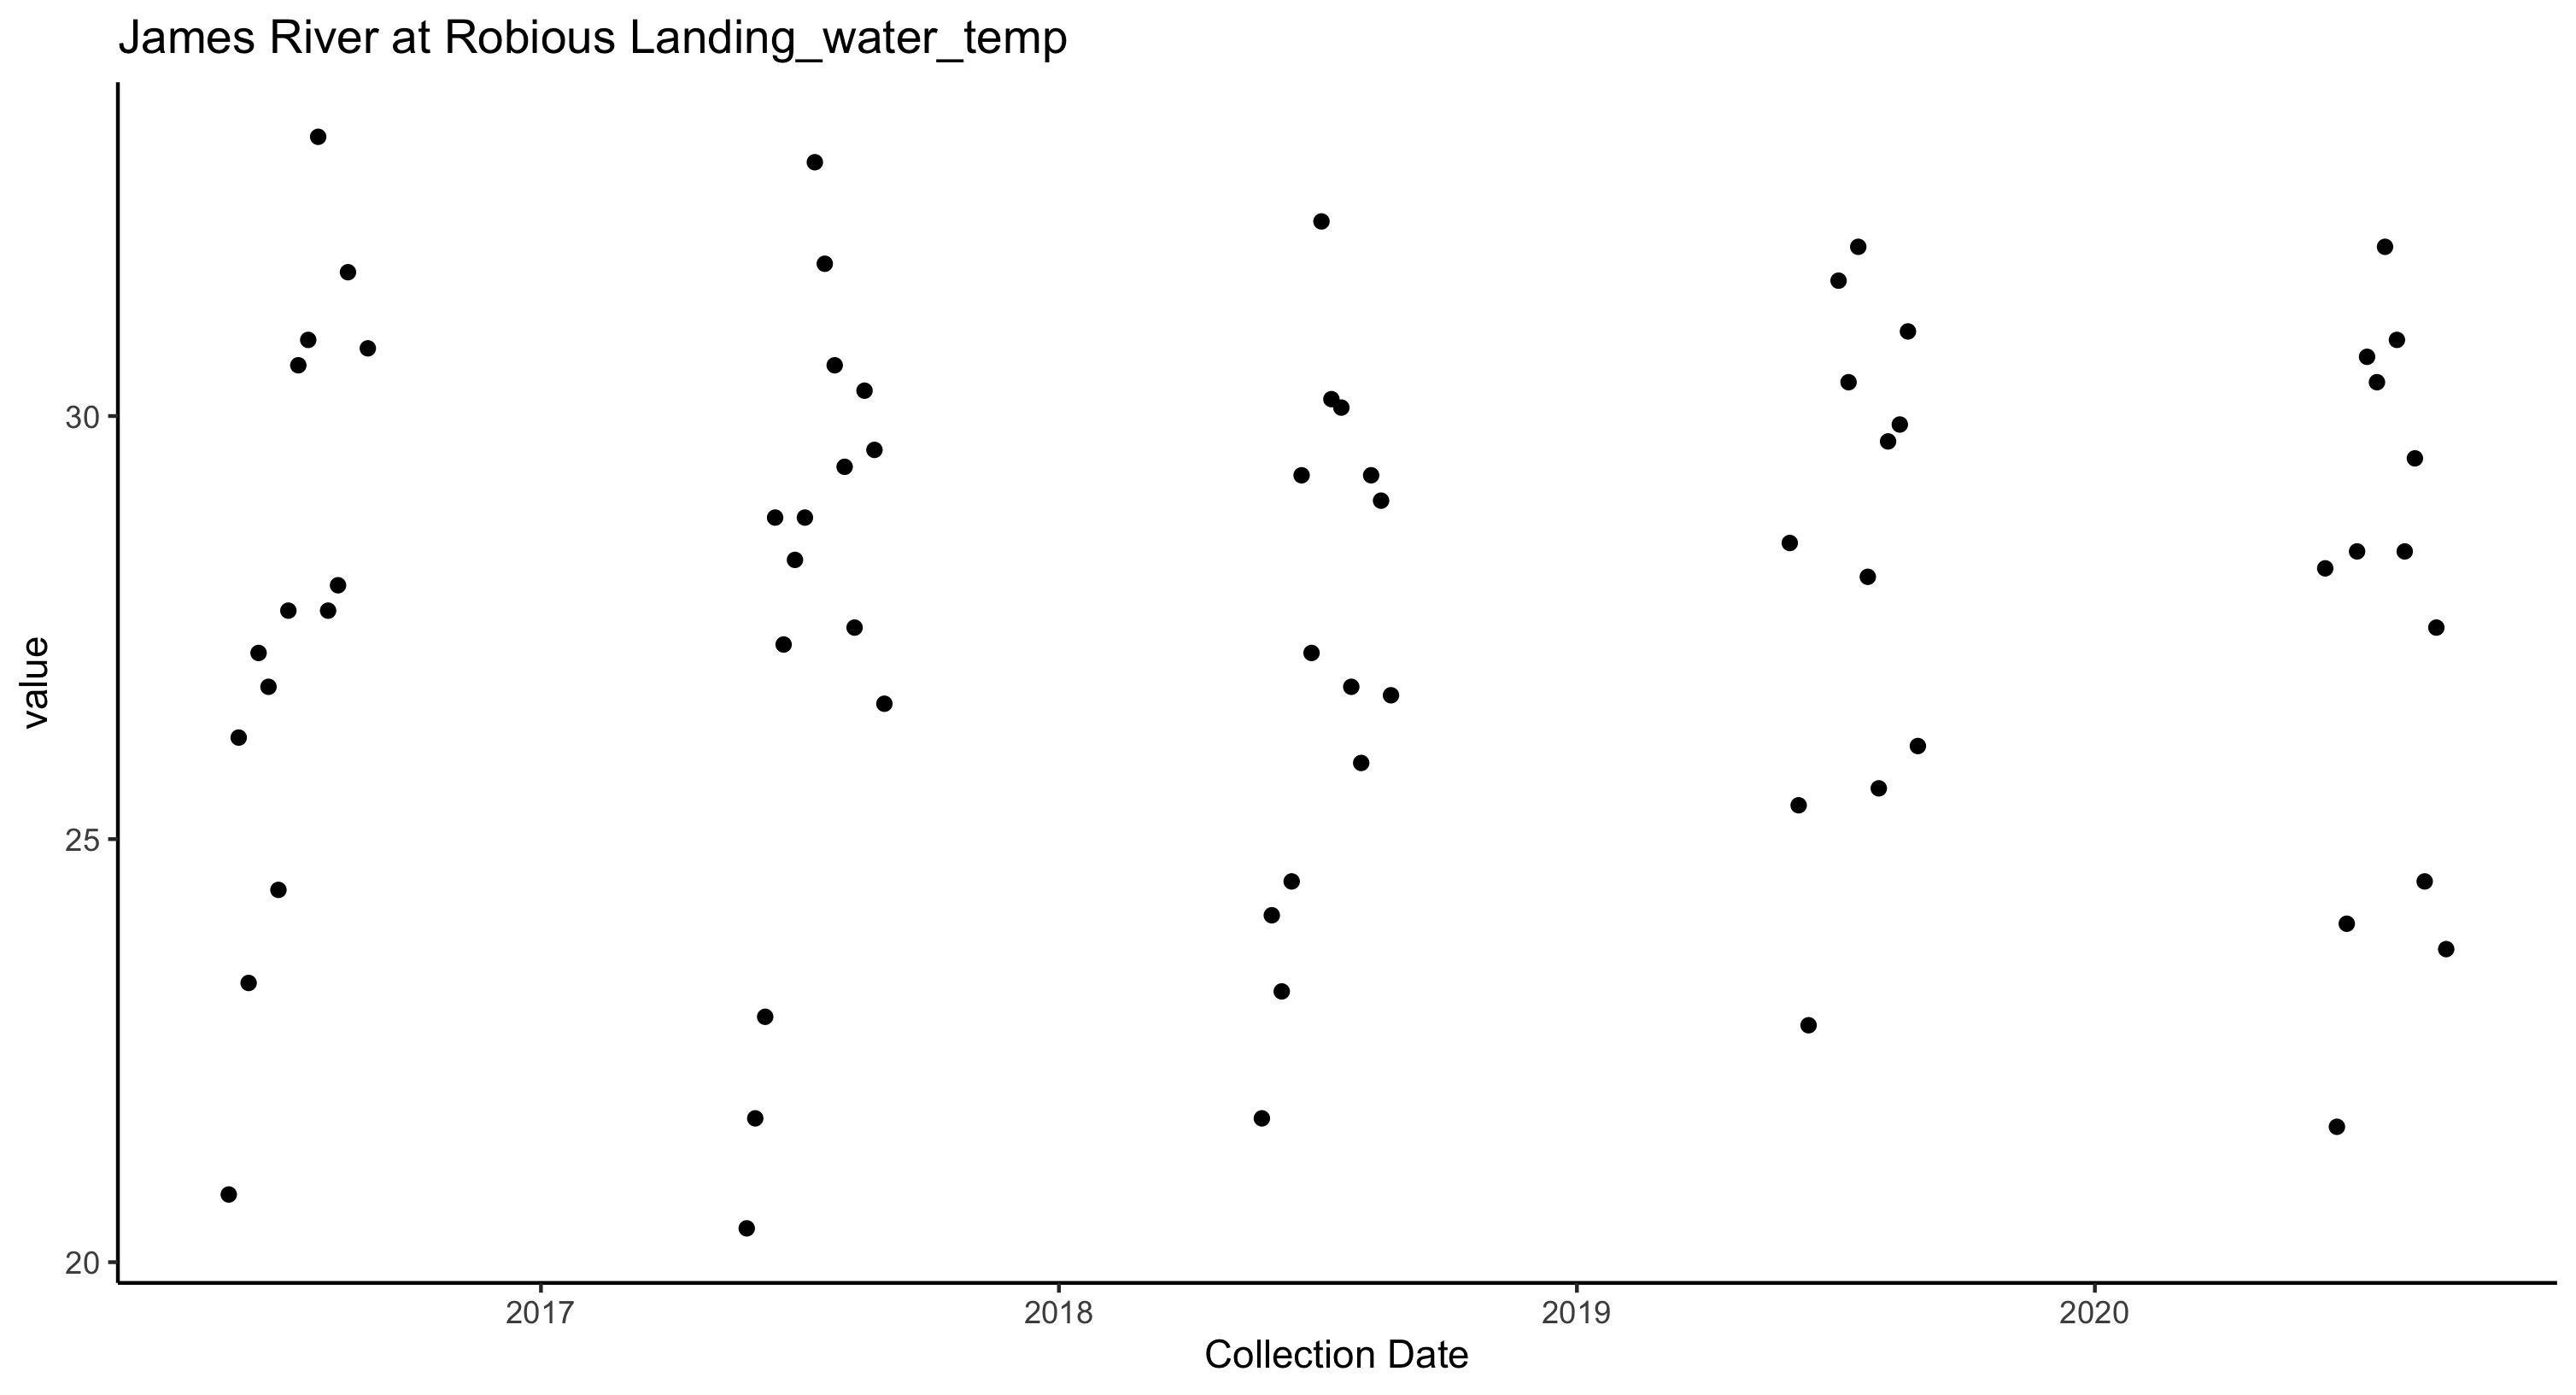 James River at Robious Landing_water_temp
30
25
20
value
2017 2018 2019 2020
Collection Date